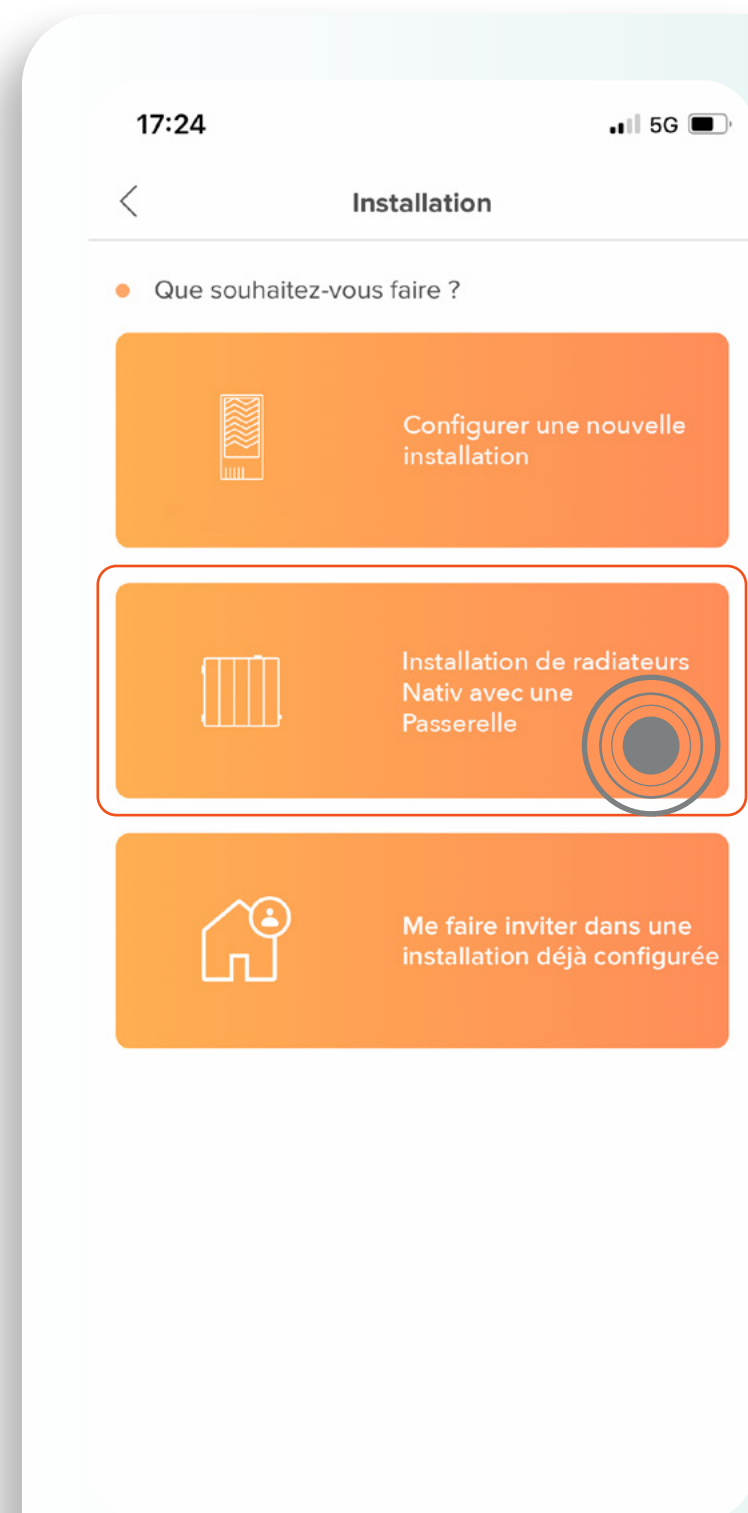 17:24
5G
Installation
Que souhaitez-vous faire ?
Configurer une nouvelle
installation
Installation de radiateurs
Nativ avec une
Passerelle
Me faire inviter dans une
installation déjà configurée